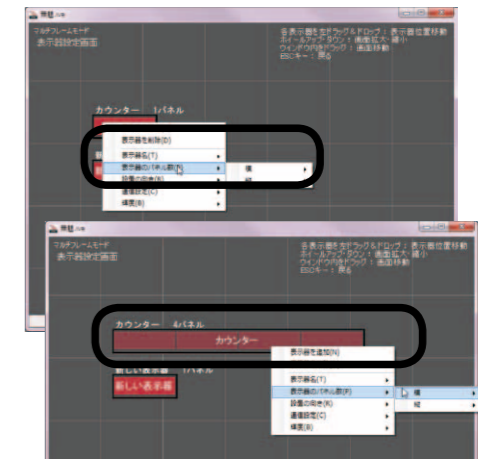 マルチフレームモード
表示器設定画面
各表示器を左ドラッグ&ドロップ : 表示器位置移動
ホイールアップ・ダウン : 画面拡大・縮小
ウインドウ内右ドラッグ : 画面移動
ESCキー : 戻る
カウンター 1パネル
表示器を削除(D)
表示器名(T)
表示器のパネル数(P)
横
縦
設置の向き(R)
通信設定(C)
輝度(B)
マルチフレームモード
表示器設定画面
各表示器を左ドラッグ&ドロップ : 表示器位置移動
ホイールアップ・ダウン : 画面拡大・縮小
ウインドウ内右ドラッグ : 画面移動
ESCキー : 戻る
カウンター 4パネル
カウンター
新しい表示器 1パネル
新しい表示器
表示器を追加(N)
表示器名(T)
表示器のパネル数(P)
横
縦
設置の向き(R)
通信設定(C)
輝度(B)